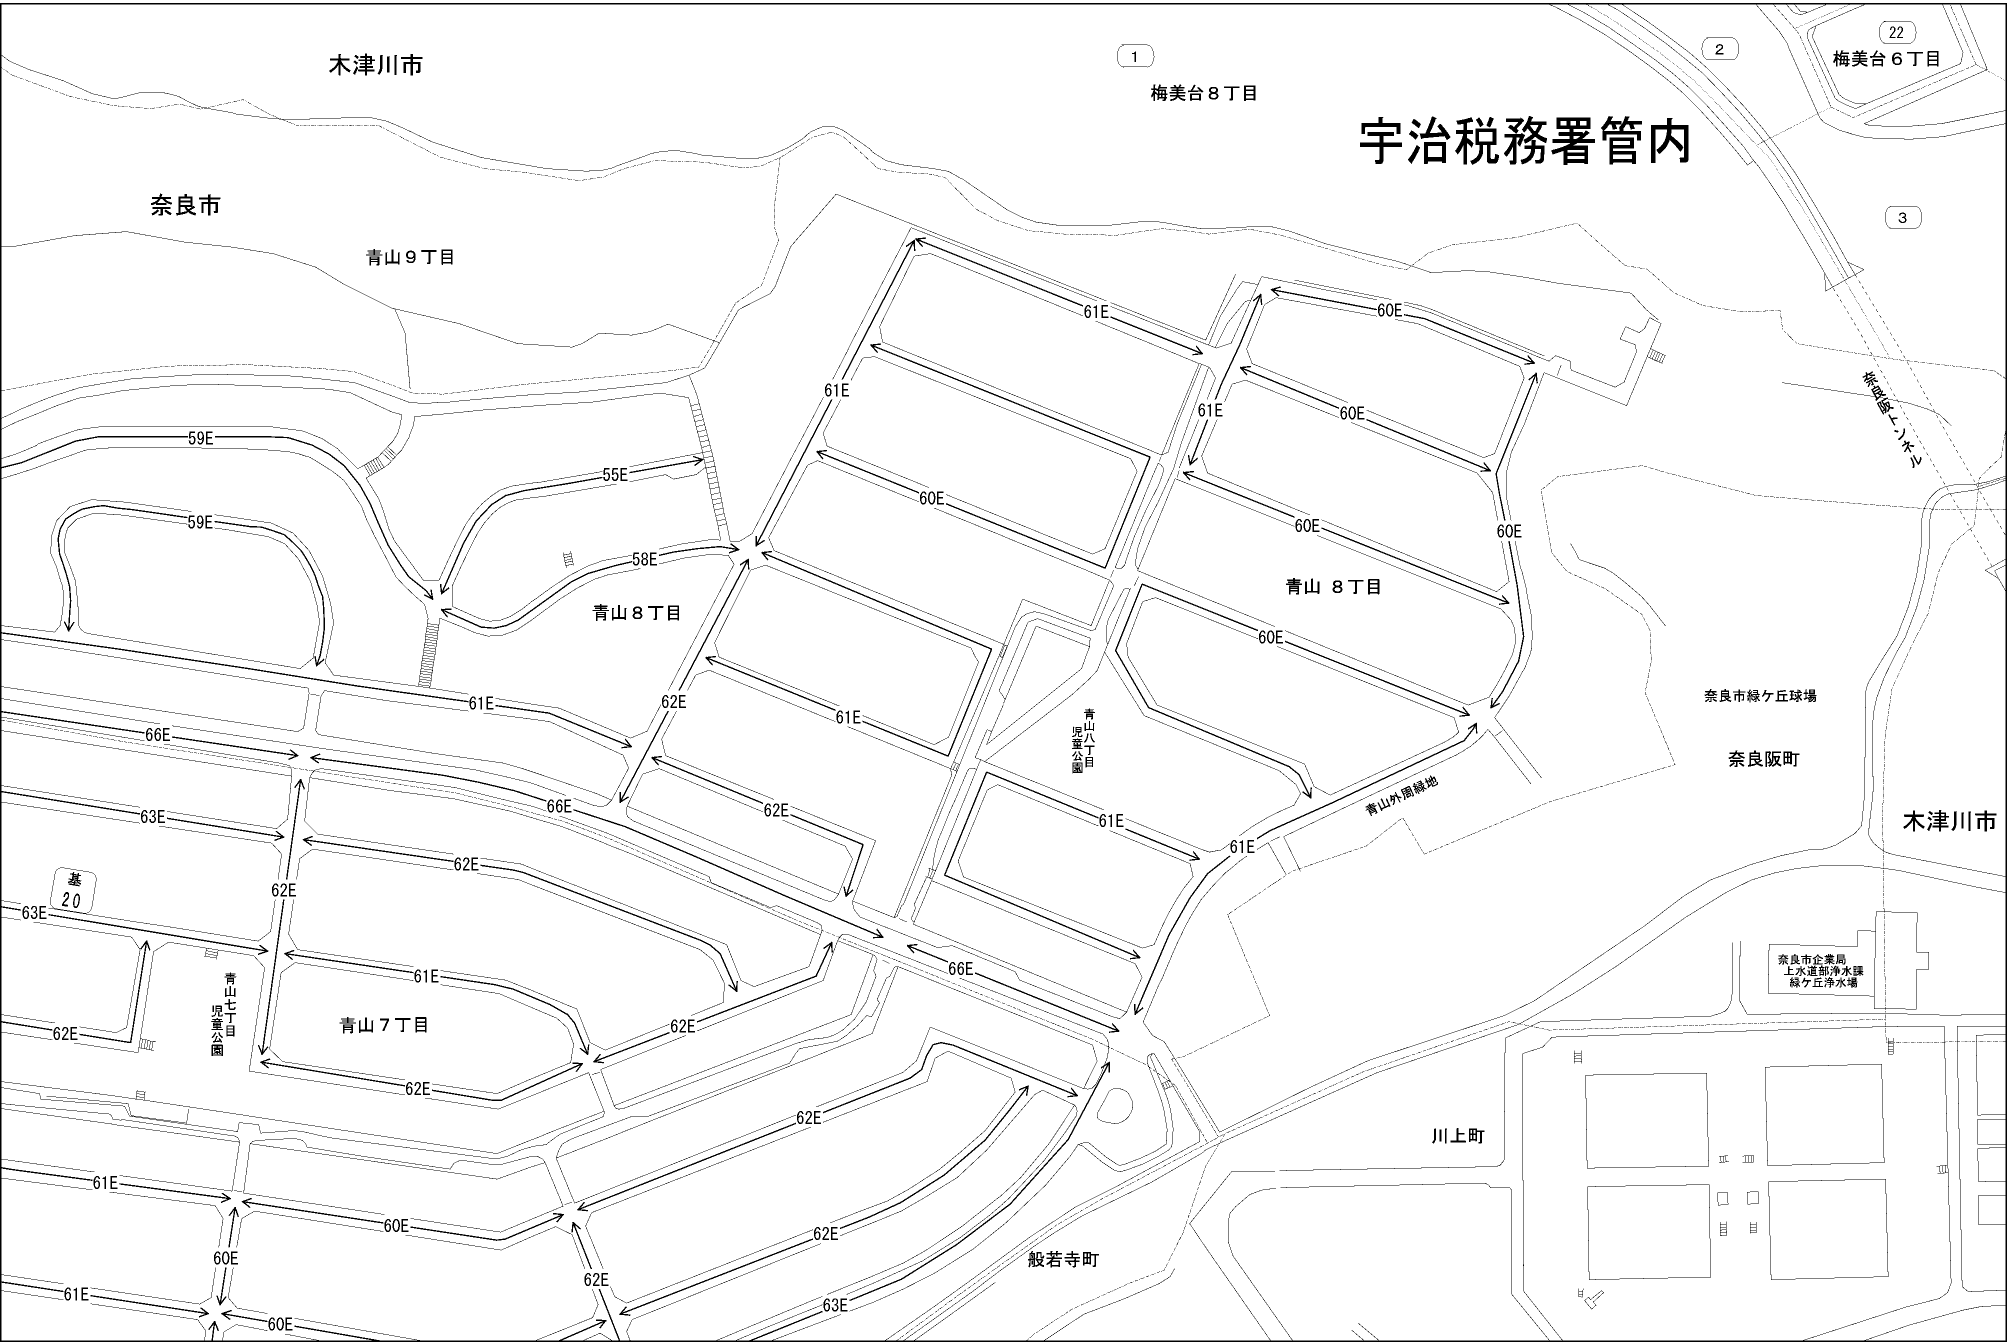 木津川市
1
梅美台8丁目
2
22
梅美台6丁目
宇治税務署管内
奈良市
3
青山9丁目
61E
60E
61E
61E
60E
奈良阪トンネル
59E
55E
60E
59E
60E
60E
58E
青山8丁目
青山 8丁目
60E
61E
62E
61E
奈良市緑ケ丘球場
66E
青山八丁目
児童公園
奈良阪町
66E
62E
青山外周緑地
63E
61E
木津川市
61E
62E
62E
基
20
63E
61E
66E
奈良市企業局
上水道部浄水課
緑ケ丘浄水場
青山七丁目
児童公園
青山7丁目
62E
62E
62E
62E
川上町
61E
60E
62E
60E
62E
般若寺町
62E
61E
63E
60E